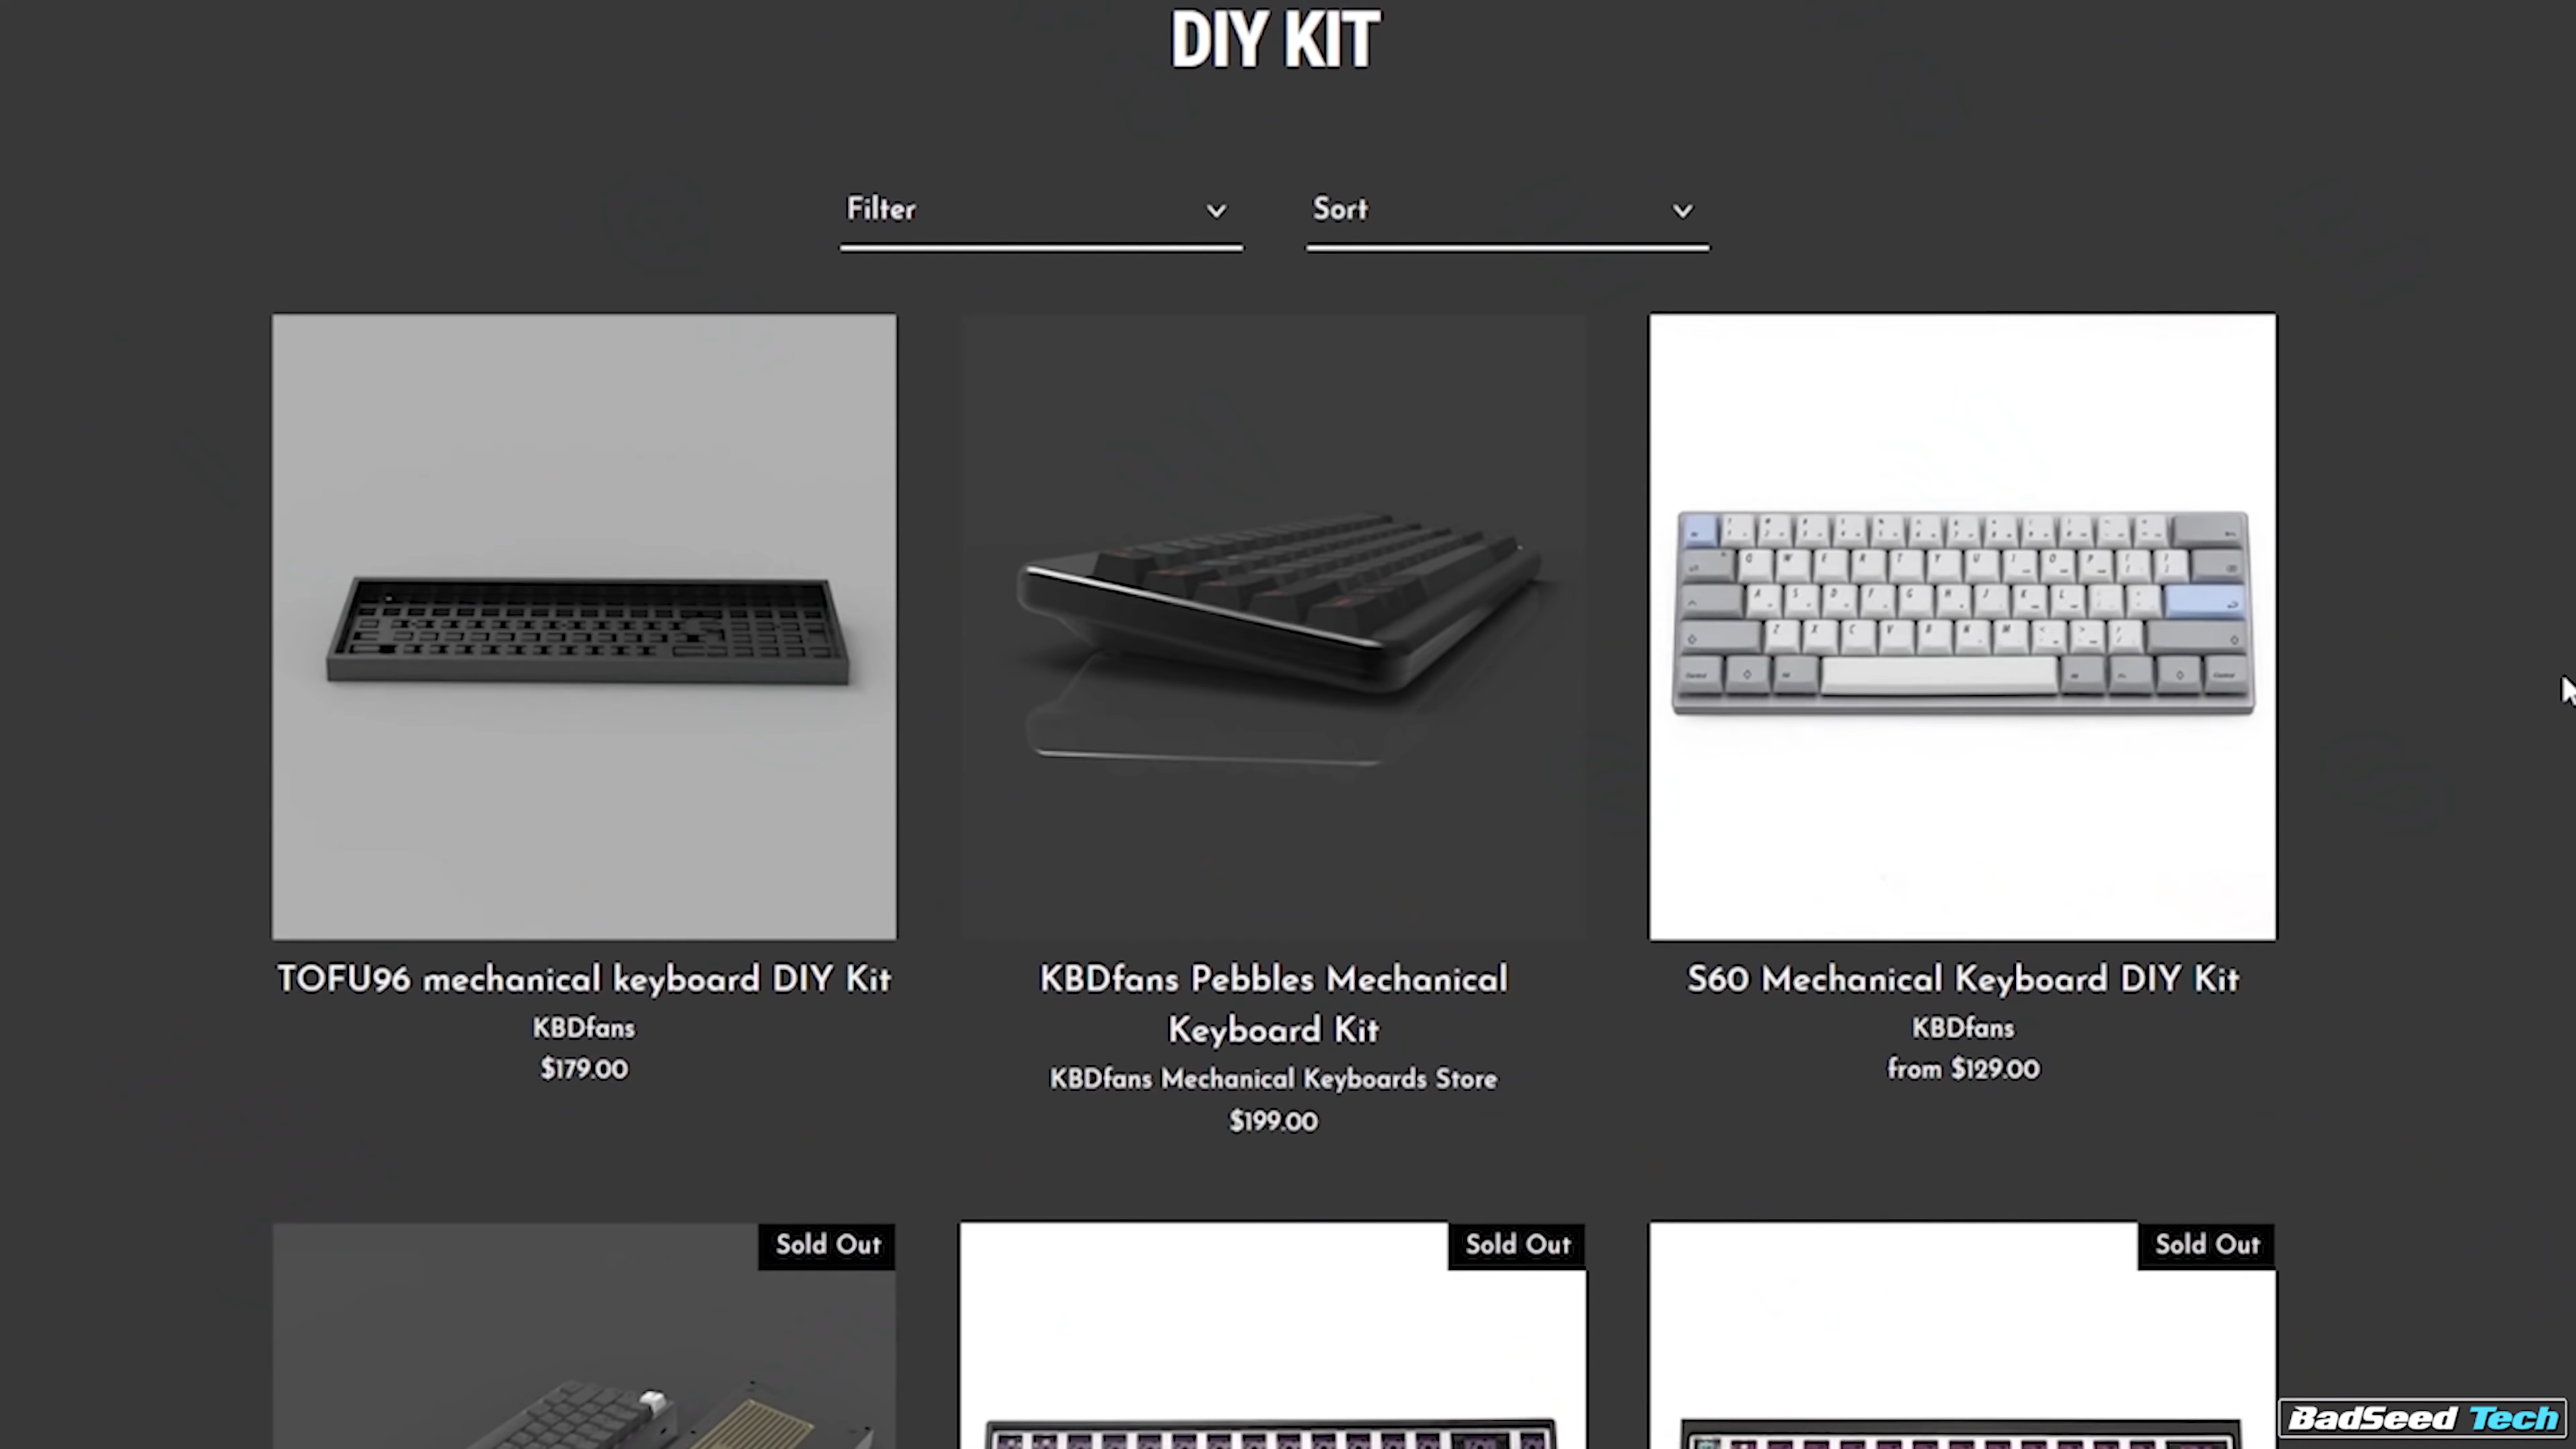 DIY KIT
Filter
Sort
TOFU96 mechanical keyboard DIY Kit
KBDfans
$179.00
KBDfans Pebbles Mechanical
Keyboard Kit
KBDfans Mechanical Keyboards Store
$199.00
S60 Mechanical Keyboard DIY Kit
KBDfans
from $129.00
Sold Out
Sold Out
Sold Out
BadSeed Tech